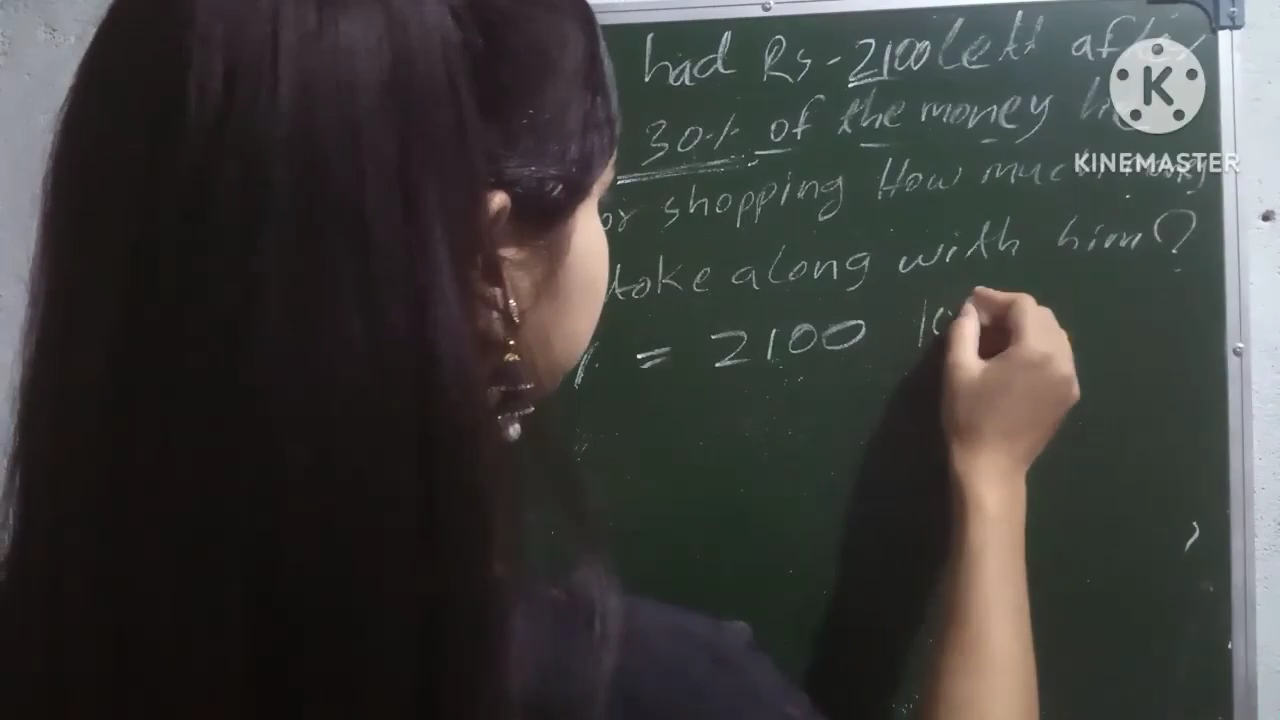 had Rs- 2100 left after
30% of the money he
or shopping How much
take along with him?
% = 2100
K
KINEMASTER